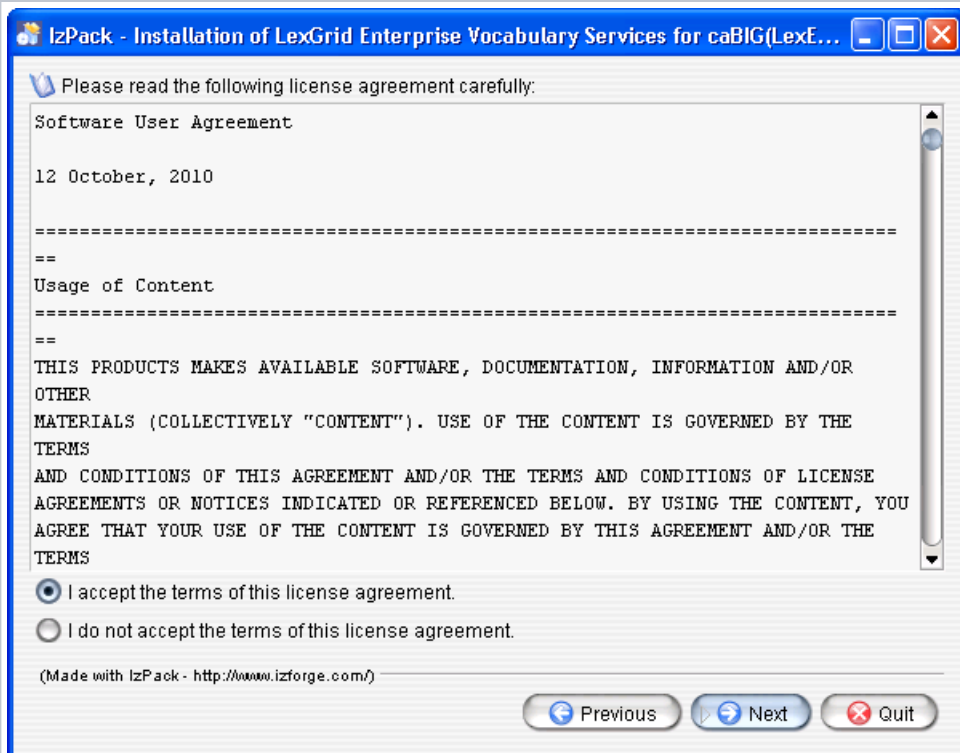 IzPack - Installation of LexGrid Enterprise Vocabulary Services for caBIG(LexE...
Please read the following license agreement carefully:
Software User Agreement
12 October, 2010
=============================================================================
==
Usage of Content
=============================================================================
==
THIS PRODUCTS MAKES AVAILABLE SOFTWARE, DOCUMENTATION, INFORMATION AND/OR
OTHER
MATERIALS (COLLECTIVELY "CONTENT"). USE OF THE CONTENT IS GOVERNED BY THE
TERMS
AND CONDITIONS OF THIS AGREEMENT AND/OR THE TERMS AND CONDITIONS OF LICENSE
AGREEMENTS OR NOTICES INDICATED OR REFERENCED BELOW. BY USING THE CONTENT, YOU
AGREE THAT YOUR USE OF THE CONTENT IS GOVERNED BY THIS AGREEMENT AND/OR THE
TERMS
I accept the terms of this license agreement.
I do not accept the terms of this license agreement.
(Made with IzPack - http://www.izforge.com/)
Previous Next Quit